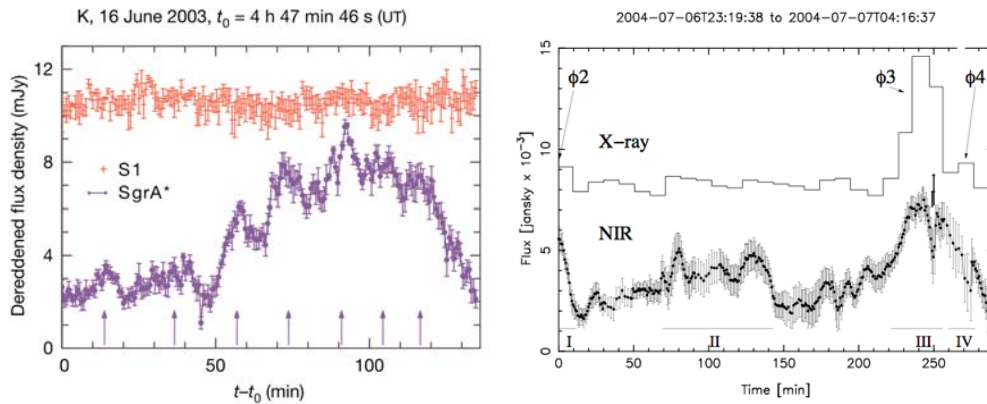 K, 16 June 2003, t₀ = 4 h 47 min 46 s (UT)
Dereddened flux density (mJy)
12
8
4
0
S1
SgrA*
0
50
100
t–t₀ (min)
2004-07-06T23:19:38 to 2004-07-07T04:16:37
Flux [jansky x 10⁻³]
15
10
5
1
ϕ2
ϕ3
ϕ4
X-ray
NIR
I
II
III
IV
0
50
100
150
200
250
Time [min]